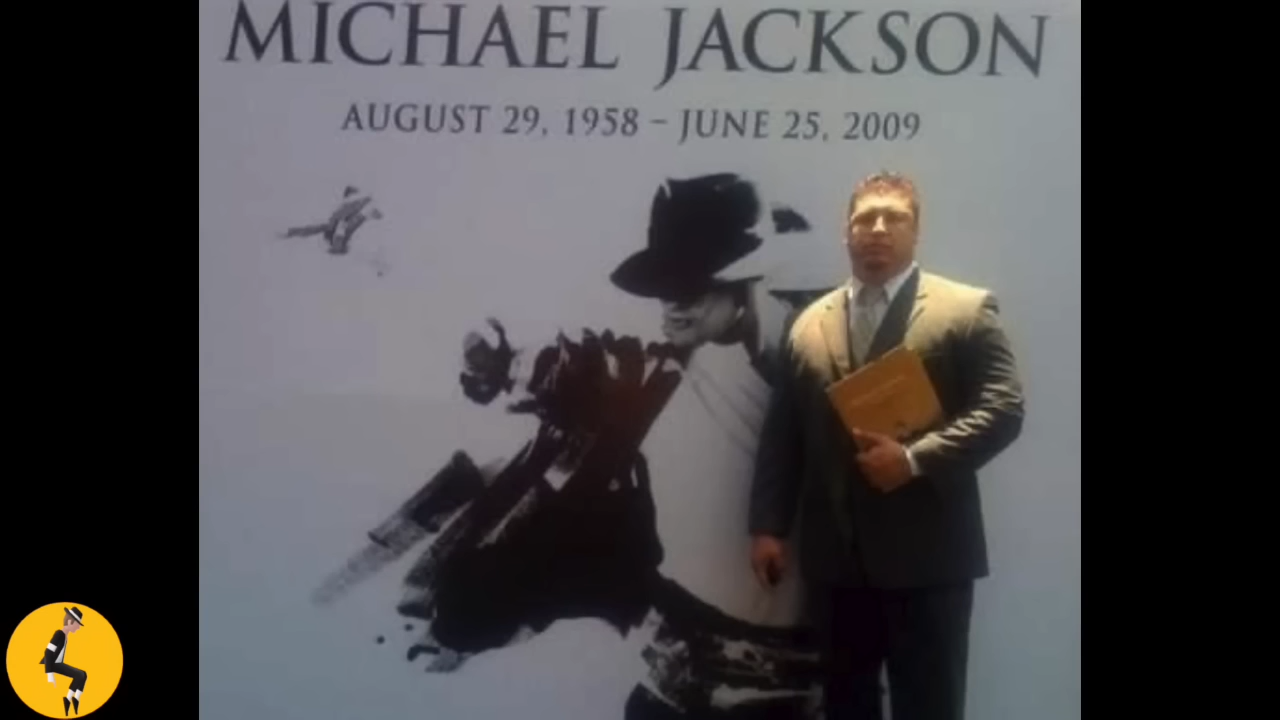 MICHAEL JACKSON
AUGUST 29, 1958 – JUNE 25, 2009